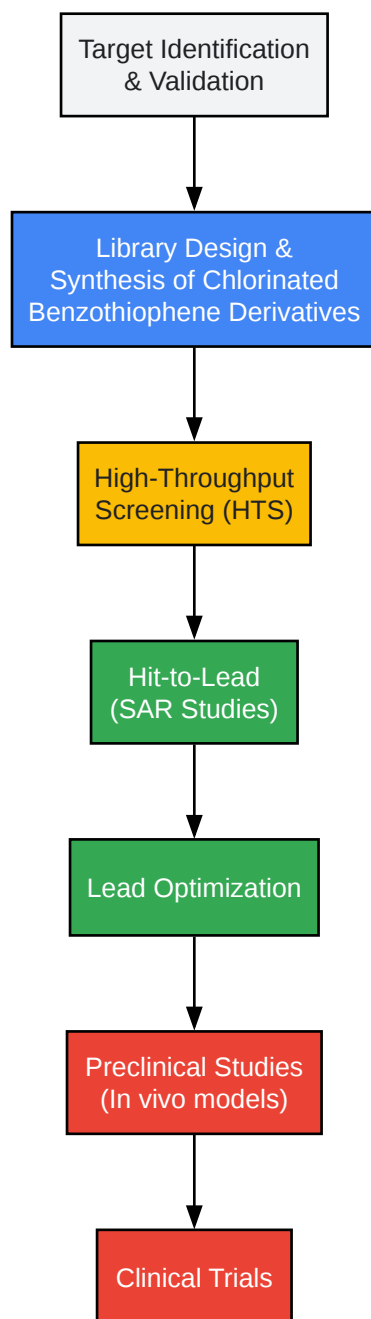 Target Identification
& Validation
Library Design &
Synthesis of Chlorinated
Benzothiophene Derivatives
High-Throughput
Screening (HTS)
Hit-to-Lead
(SAR Studies)
Lead Optimization
Preclinical Studies
(In vivo models)
Clinical Trials